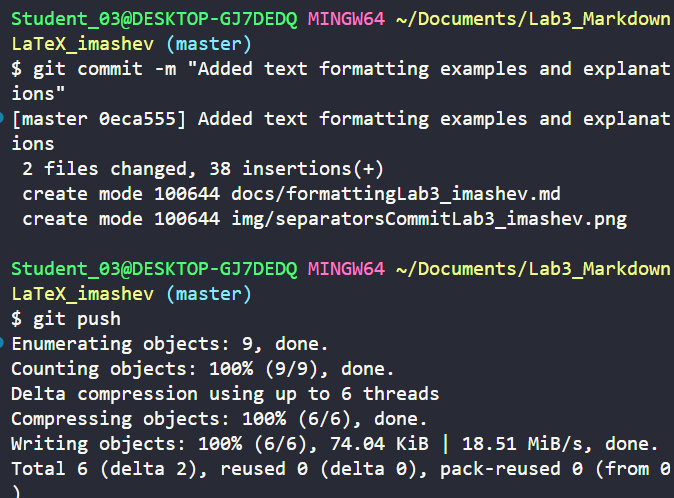 Student_03@DESKTOP-GJ7DEDQ MINGW64 ~/Documents/Lab3_Markdown
LaTeX_imashev (master)
$ git commit -m "Added text formatting examples and explanat
ions"
[master 0eca555] Added text formatting examples and explanat
ions
 2 files changed, 38 insertions(+)
 create mode 100644 docs/formattingLab3_imashev.md
 create mode 100644 img/separatorsCommitLab3_imashev.png
Student_03@DESKTOP-GJ7DEDQ MINGW64 ~/Documents/Lab3_Markdown
LaTeX_imashev (master)
$ git push
Enumerating objects: 9, done.
Counting objects: 100% (9/9), done.
Delta compression using up to 6 threads
Compressing objects: 100% (6/6), done.
Writing objects: 100% (6/6), 74.04 KiB | 18.51 MiB/s, done.
Total 6 (delta 2), reused 0 (delta 0), pack-reused 0 (from 0
)